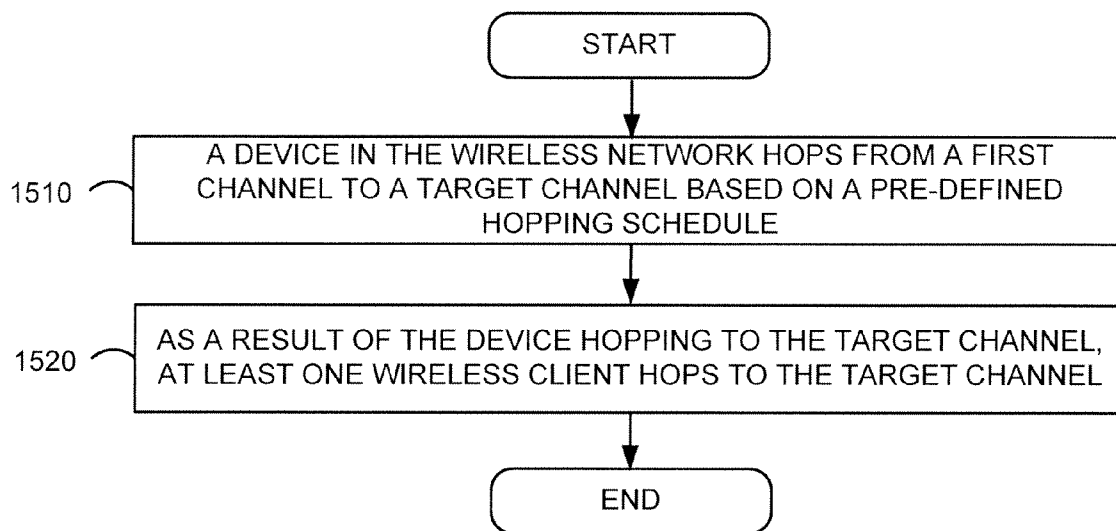 START
1510
A DEVICE IN THE WIRELESS NETWORK HOPS FROM A FIRST
CHANNEL TO A TARGET CHANNEL BASED ON A PRE-DEFINED
HOPPING SCHEDULE
1520
AS A RESULT OF THE DEVICE HOPPING TO THE TARGET CHANNEL,
AT LEAST ONE WIRELESS CLIENT HOPS TO THE TARGET CHANNEL
END